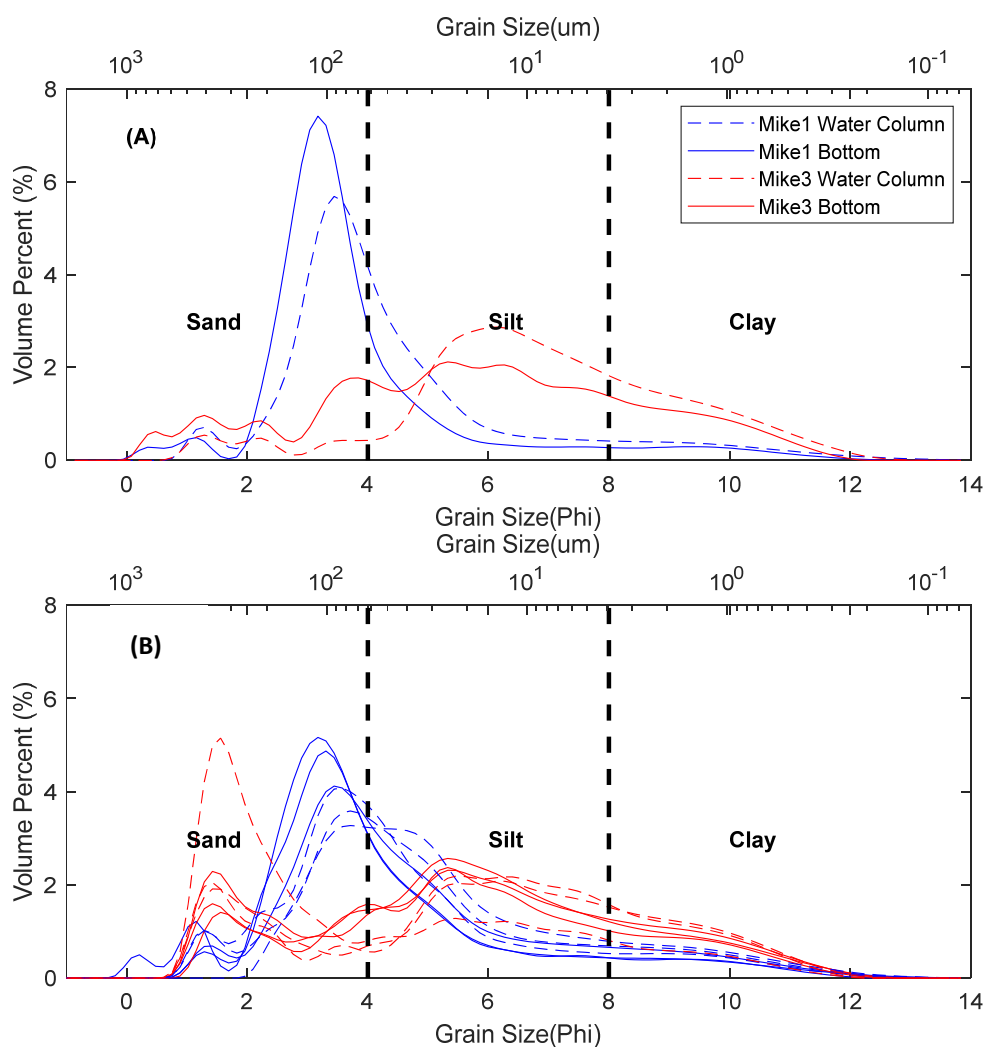 Grain Size(um)
10³ 10² 10¹ 10⁰ 10⁻¹
8
(A)
Mike1 Water Column
Mike1 Bottom
Mike3 Water Column
Mike3 Bottom
6
Volume Percent (%)
4
Sand Silt Clay
2
0
0 2 4 6 8 10 12 14
Grain Size(Phi)
Grain Size(um)
10³ 10² 10¹ 10⁰ 10⁻¹
8
(B)
6
Volume Percent (%)
4
Sand Silt Clay
2
0
0 2 4 6 8 10 12 14
Grain Size(Phi)